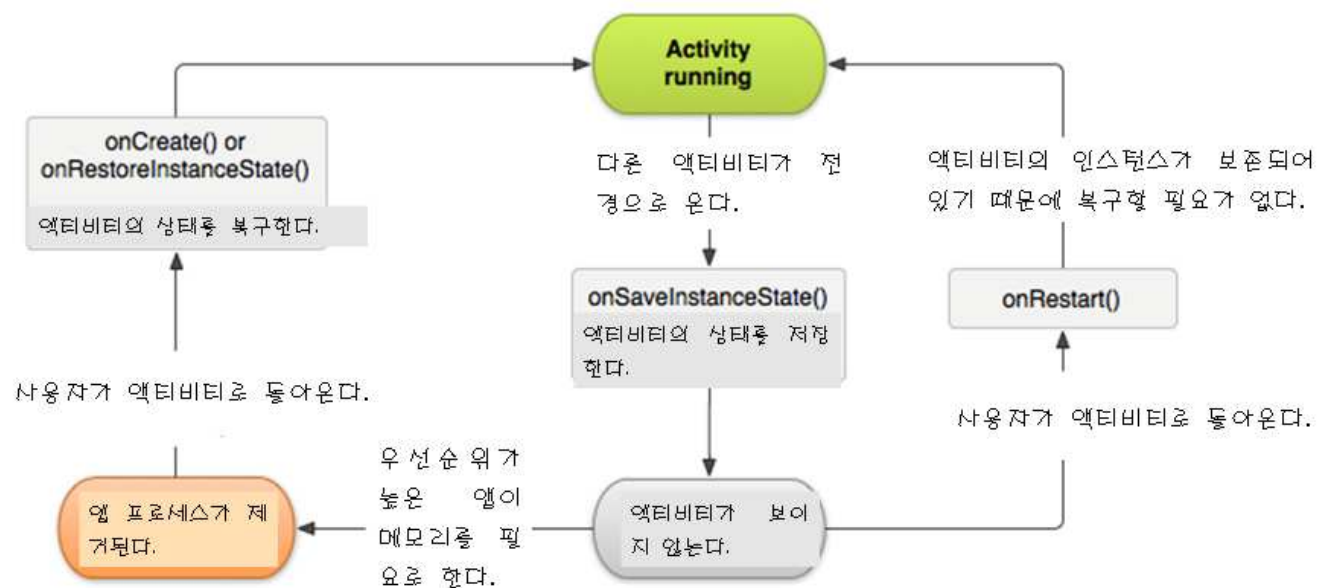 Activity
running
onCreate() or
onRestoreInstanceState()
액티비티의 상태를 복구한다.
다른 액티비티가 전
경으로 온다.
액티비티의 인스턴스가 보존되어
있기 때문에 복구할 필요가 없다.
onSaveInstanceState()
액티비티의 상태를 저장
한다.
onRestart()
사용자가 액티비티로 돌아온다.
사용자가 액티비티로 돌아온다.
우선순위가
높은 앱이
메모리를 필
요로 한다.
앱 프로세스가 제
거된다.
액티비티가 보이
지 않는다.